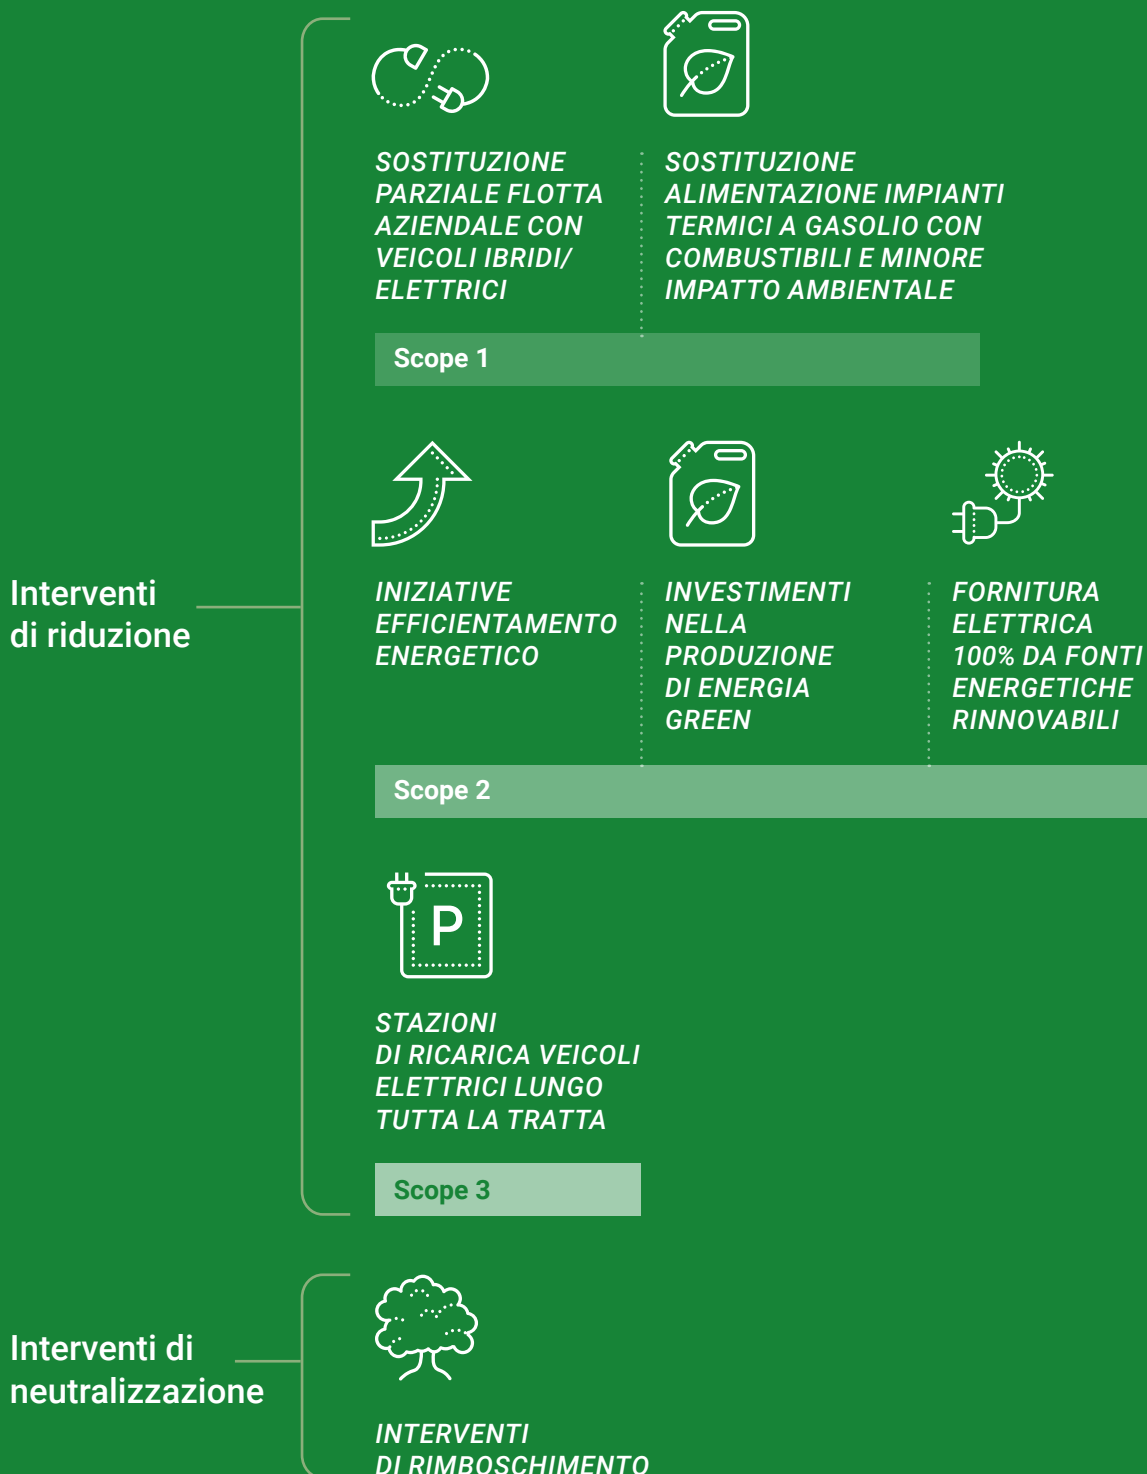 SOSTITUZIONE
PARZIALE FLOTTA
AZIENDALE CON
VEICOLI IBRIDI/
ELETTRICI
SOSTITUZIONE
ALIMENTAZIONE IMPIANTI
TERMICI A GASOLIO CON
COMBUSTIBILI E MINORE
IMPATTO AMBIENTALE
Scope 1
Interventi
di riduzione
INIZIATIVE
EFFICIENTAMENTO
ENERGETICO
INVESTIMENTI
NELLA
PRODUZIONE
DI ENERGIA
GREEN
FORNITURA
ELETTRICA
100% DA FONTI
ENERGETICHE
RINNOVABILI
Scope 2
P
STAZIONI
DI RICARICA VEICOLI
ELETTRICI LUNGO
TUTTA LA TRATTA
Scope 3
Interventi di
neutralizzazione
INTERVENTI
DI RIMBOSCHIMENTO